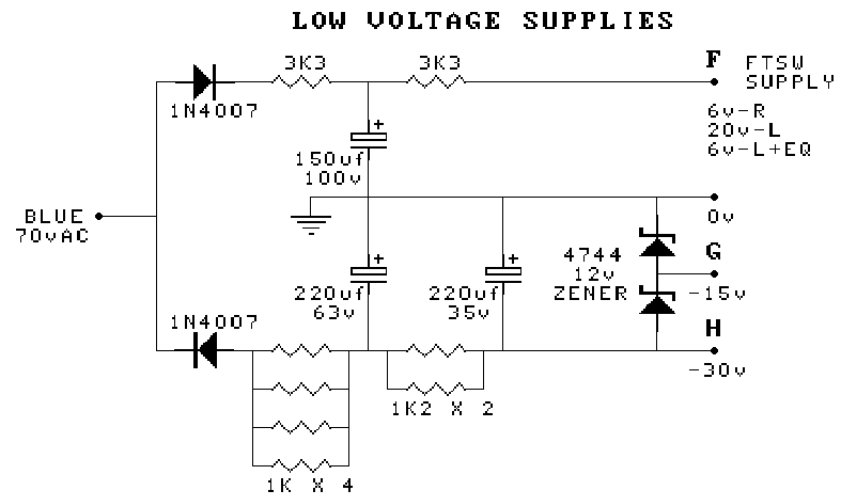 LOW VOLTAGE SUPPLIES
3K3
3K3
F
FTSW
SUPPLY
1N4007
6v-R
20v-L
6v-L+EQ
+
150uf
100v
BLUE
70vAC
0v
+
220uf
63v
+
220uf
35v
4744
12v
ZENER
G
-15v
1N4007
H
-30v
1K2 X 2
1K X 4